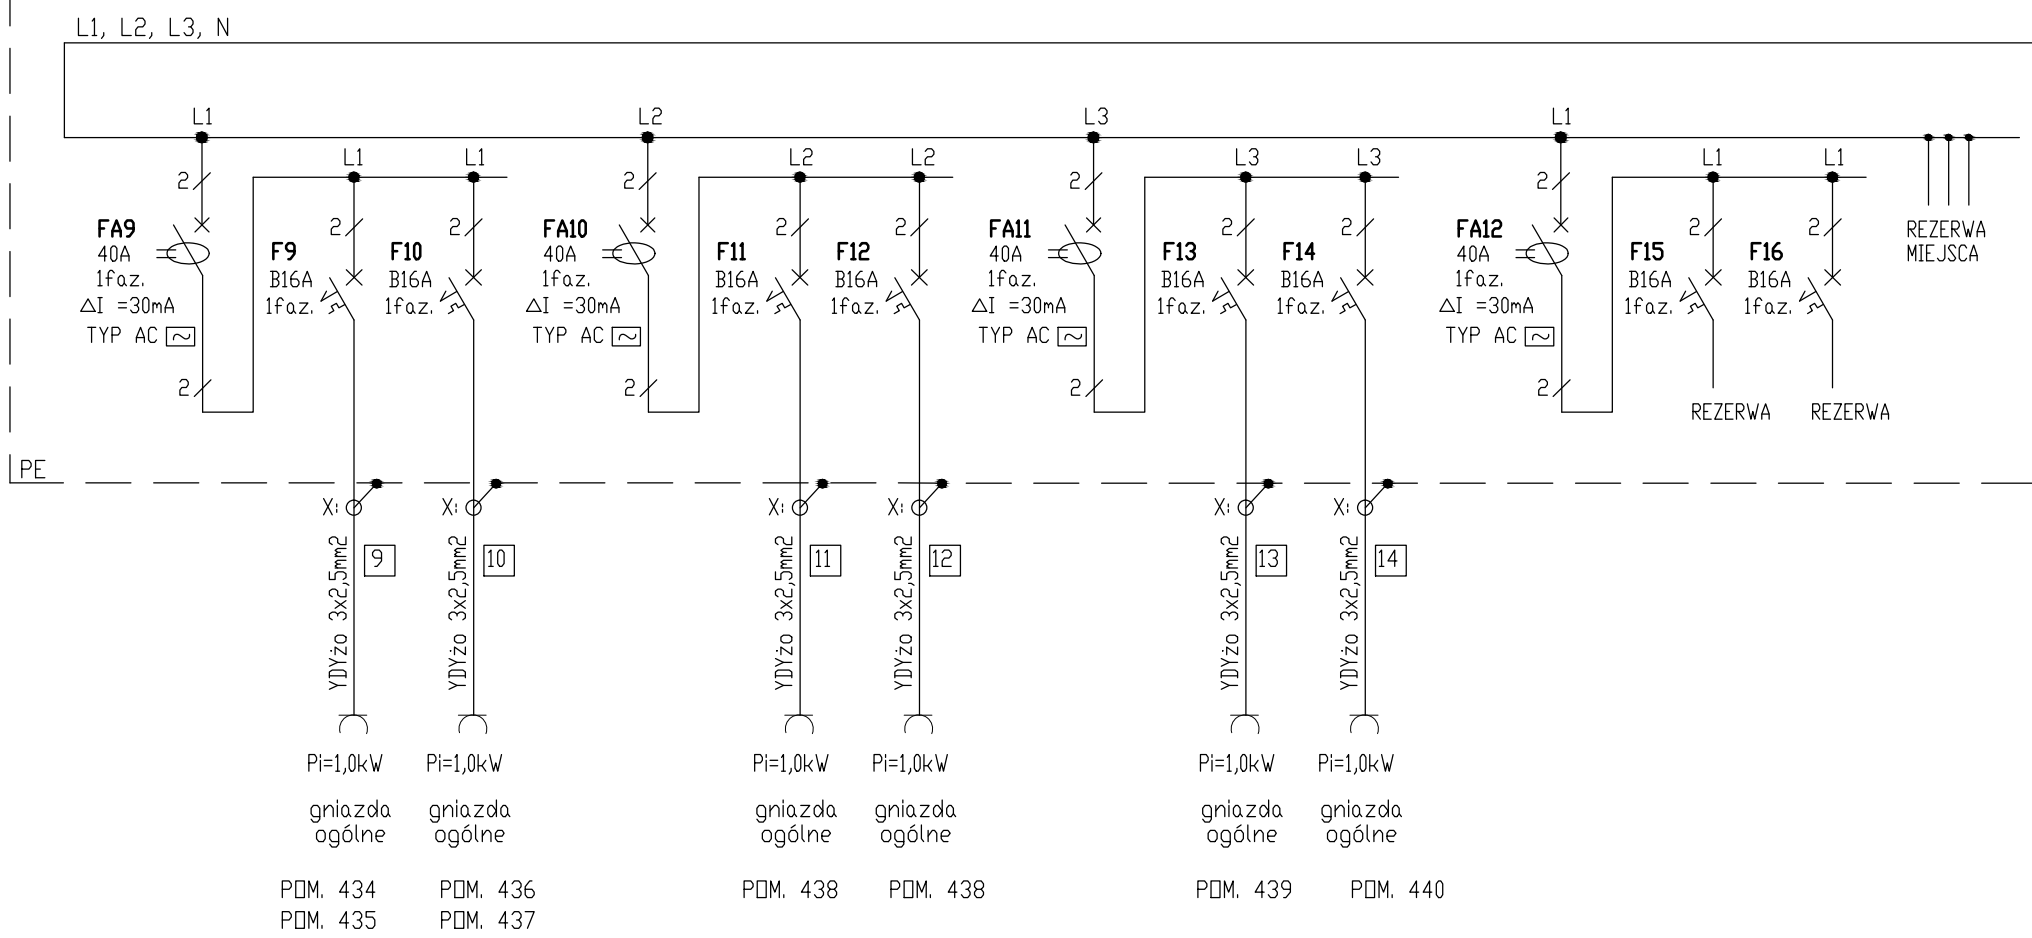 L1, L2, L3, N
L1
L2
L3
L1
L1
L1
L2
L2
L3
L3
L1
L1
2
2
2
2
2
2
2
2
2
2
2
2
FA9
40A
1faz.
ΔI =30mA
TYP AC ~
2
F9
B16A
1faz.
F10
B16A
1faz.
FA10
40A
1faz.
ΔI =30mA
TYP AC ~
2
F11
B16A
1faz.
F12
B16A
1faz.
FA11
40A
1faz.
ΔI =30mA
TYP AC ~
2
F13
B16A
1faz.
F14
B16A
1faz.
FA12
40A
1faz.
ΔI =30mA
TYP AC ~
2
F15
B16A
1faz.
REZERWA
F16
B16A
1faz.
REZERWA
REZERWA
MIEJSCA
PE
X:
X:
X:
X:
X:
X:
9
10
11
12
13
14
YDYżo 3x2,5mm2
YDYżo 3x2,5mm2
YDYżo 3x2,5mm2
YDYżo 3x2,5mm2
YDYżo 3x2,5mm2
YDYżo 3x2,5mm2
Pi=1,0kW
gniazda
ogólne
POM. 434
POM. 435
Pi=1,0kW
gniazda
ogólne
POM. 436
POM. 437
Pi=1,0kW
gniazda
ogólne
POM. 438
Pi=1,0kW
gniazda
ogólne
POM. 438
Pi=1,0kW
gniazda
ogólne
POM. 439
Pi=1,0kW
gniazda
ogólne
POM. 440